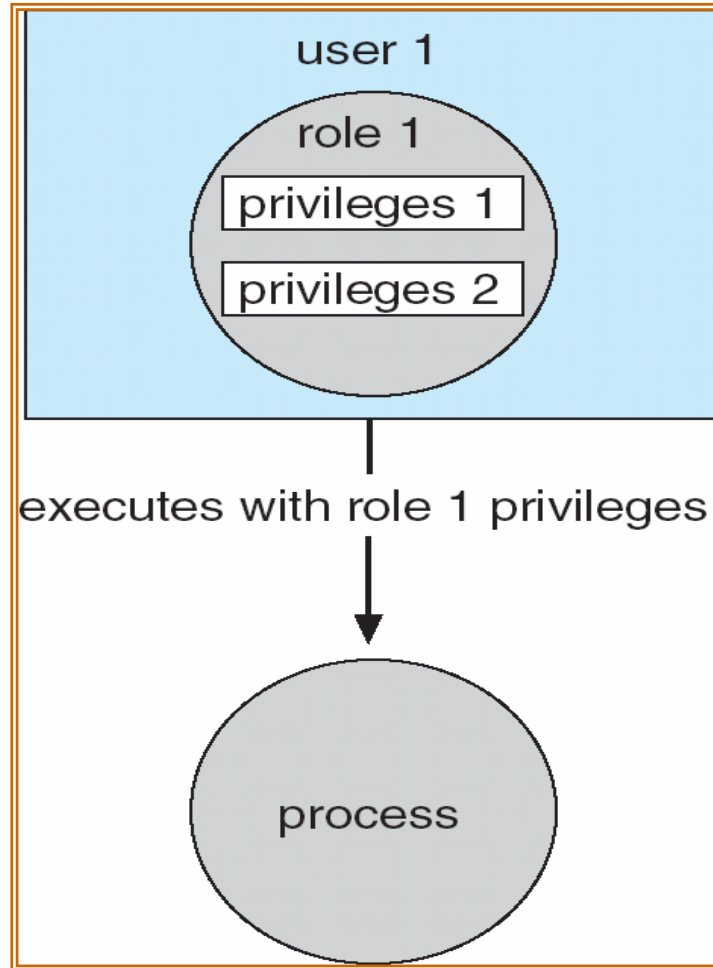 user 1
role 1
privileges 1
privileges 2
executes with role 1 privileges
process